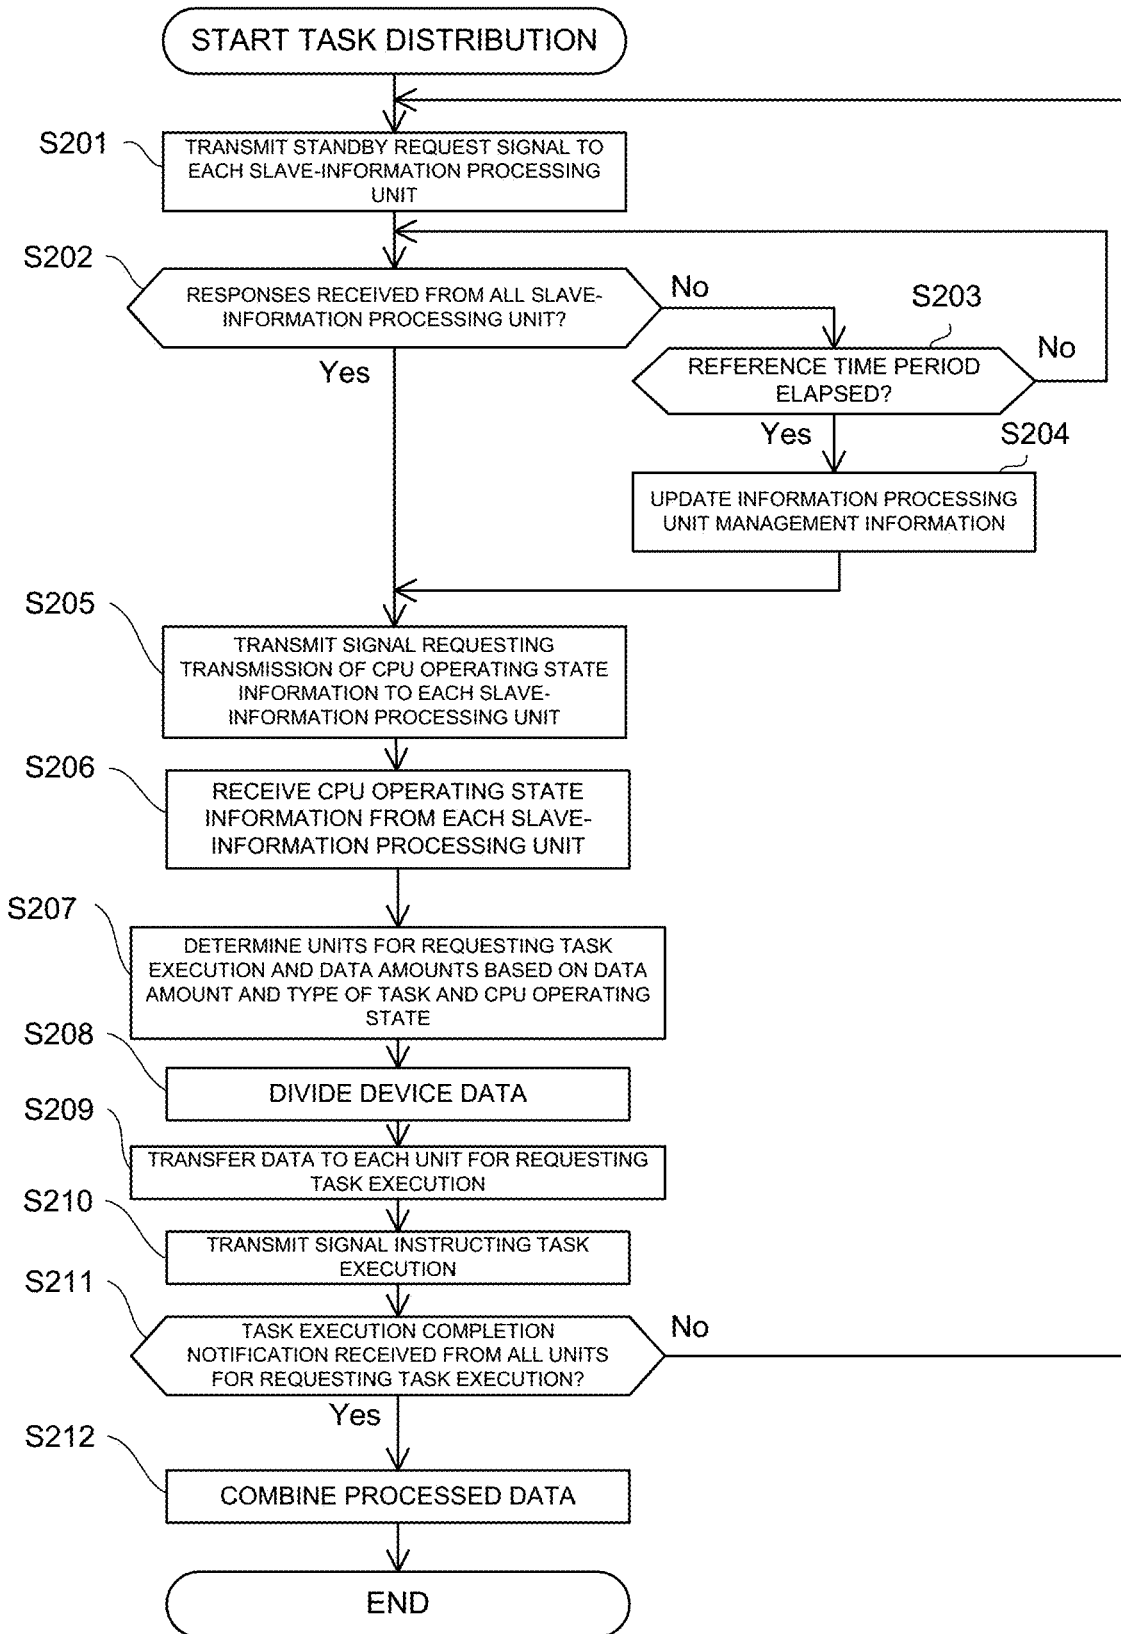 START TASK DISTRIBUTION
S201
TRANSMIT STANDBY REQUEST SIGNAL TO
EACH SLAVE-INFORMATION PROCESSING
UNIT
S202
RESPONSES RECEIVED FROM ALL SLAVE-
INFORMATION PROCESSING UNIT?
No
Yes
S203
REFERENCE TIME PERIOD
ELAPSED?
No
Yes
S204
UPDATE INFORMATION PROCESSING
UNIT MANAGEMENT INFORMATION
S205
TRANSMIT SIGNAL REQUESTING
TRANSMISSION OF CPU OPERATING STATE
INFORMATION TO EACH SLAVE-
INFORMATION PROCESSING UNIT
S206
RECEIVE CPU OPERATING STATE
INFORMATION FROM EACH SLAVE-
INFORMATION PROCESSING UNIT
S207
DETERMINE UNITS FOR REQUESTING TASK
EXECUTION AND DATA AMOUNTS BASED ON DATA
AMOUNT AND TYPE OF TASK AND CPU OPERATING
STATE
S208
DIVIDE DEVICE DATA
S209
TRANSFER DATA TO EACH UNIT FOR REQUESTING
TASK EXECUTION
S210
TRANSMIT SIGNAL INSTRUCTING TASK
EXECUTION
S211
TASK EXECUTION COMPLETION
NOTIFICATION RECEIVED FROM ALL UNITS
FOR REQUESTING TASK EXECUTION?
No
Yes
S212
COMBINE PROCESSED DATA
END